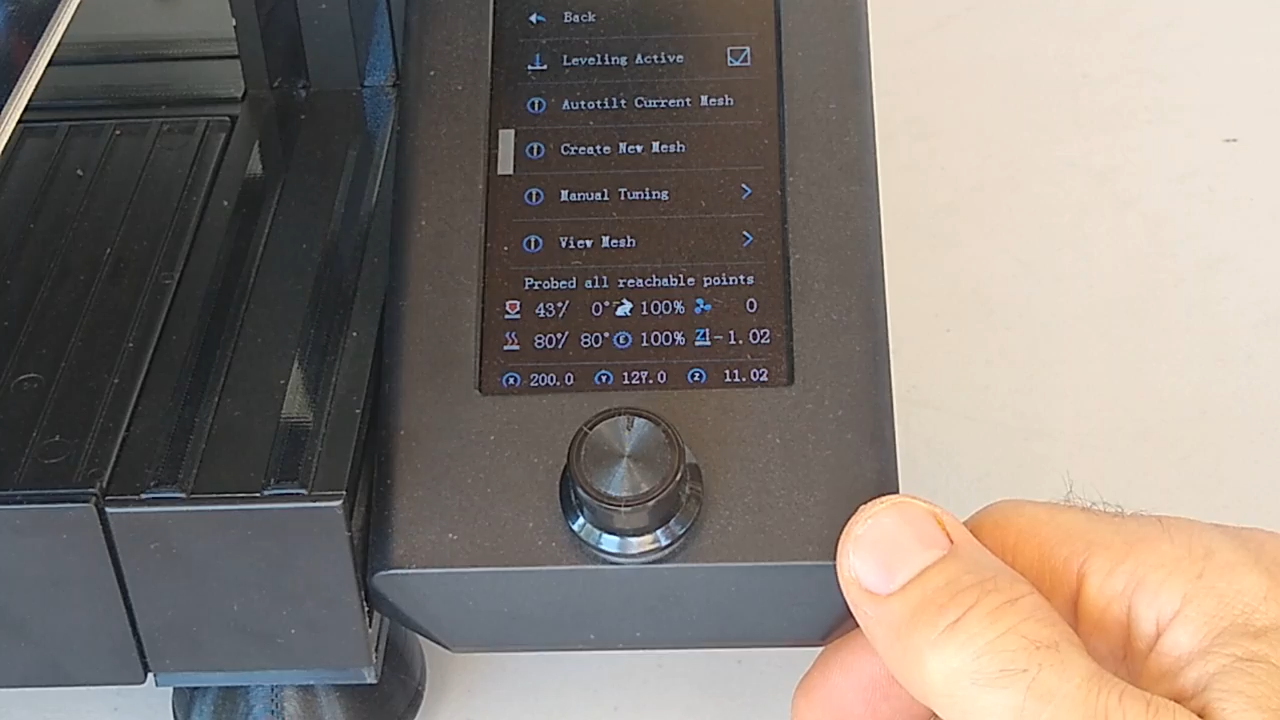 Back
Leveling Active
Autotilt Current Mesh
Create New Mesh
Manual Tuning
View Mesh
Probed all reachable points
43°/ 0° 100% 0
80°/ 80° E 100% Z -1.02
X 200.0 Y 127.0 Z 11.02